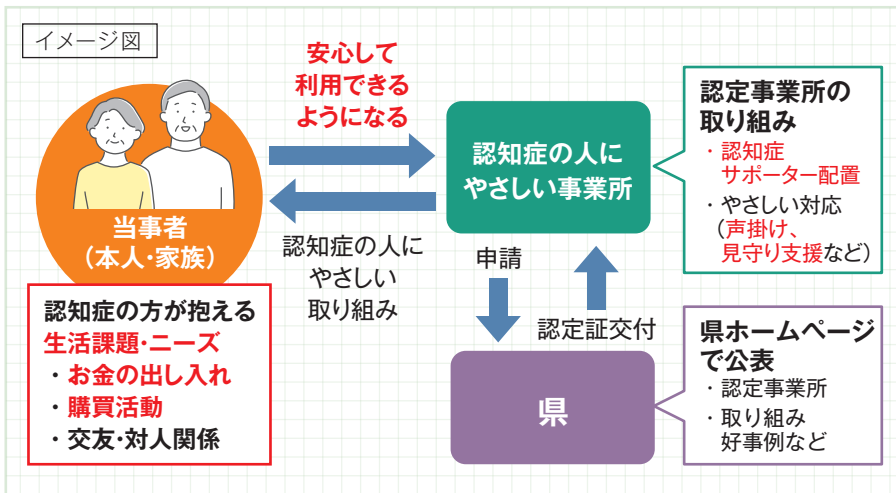 イメージ図
安心して
利用できる
ようになる
当事者
(本人・家族)
認知症の人に
やさしい
取り組み
認知症の方が抱える
生活課題・ニーズ
・お金の出し入れ
・購買活動
・交友・対人関係
認知症の人に
やさしい事業所
認定事業所の
取り組み
・認知症
サポーター配置
・やさしい対応
(声掛け、
見守り支援など)
申請
認定証交付
県
県ホームページ
で公表
・認定事業所
・取り組み
好事例など